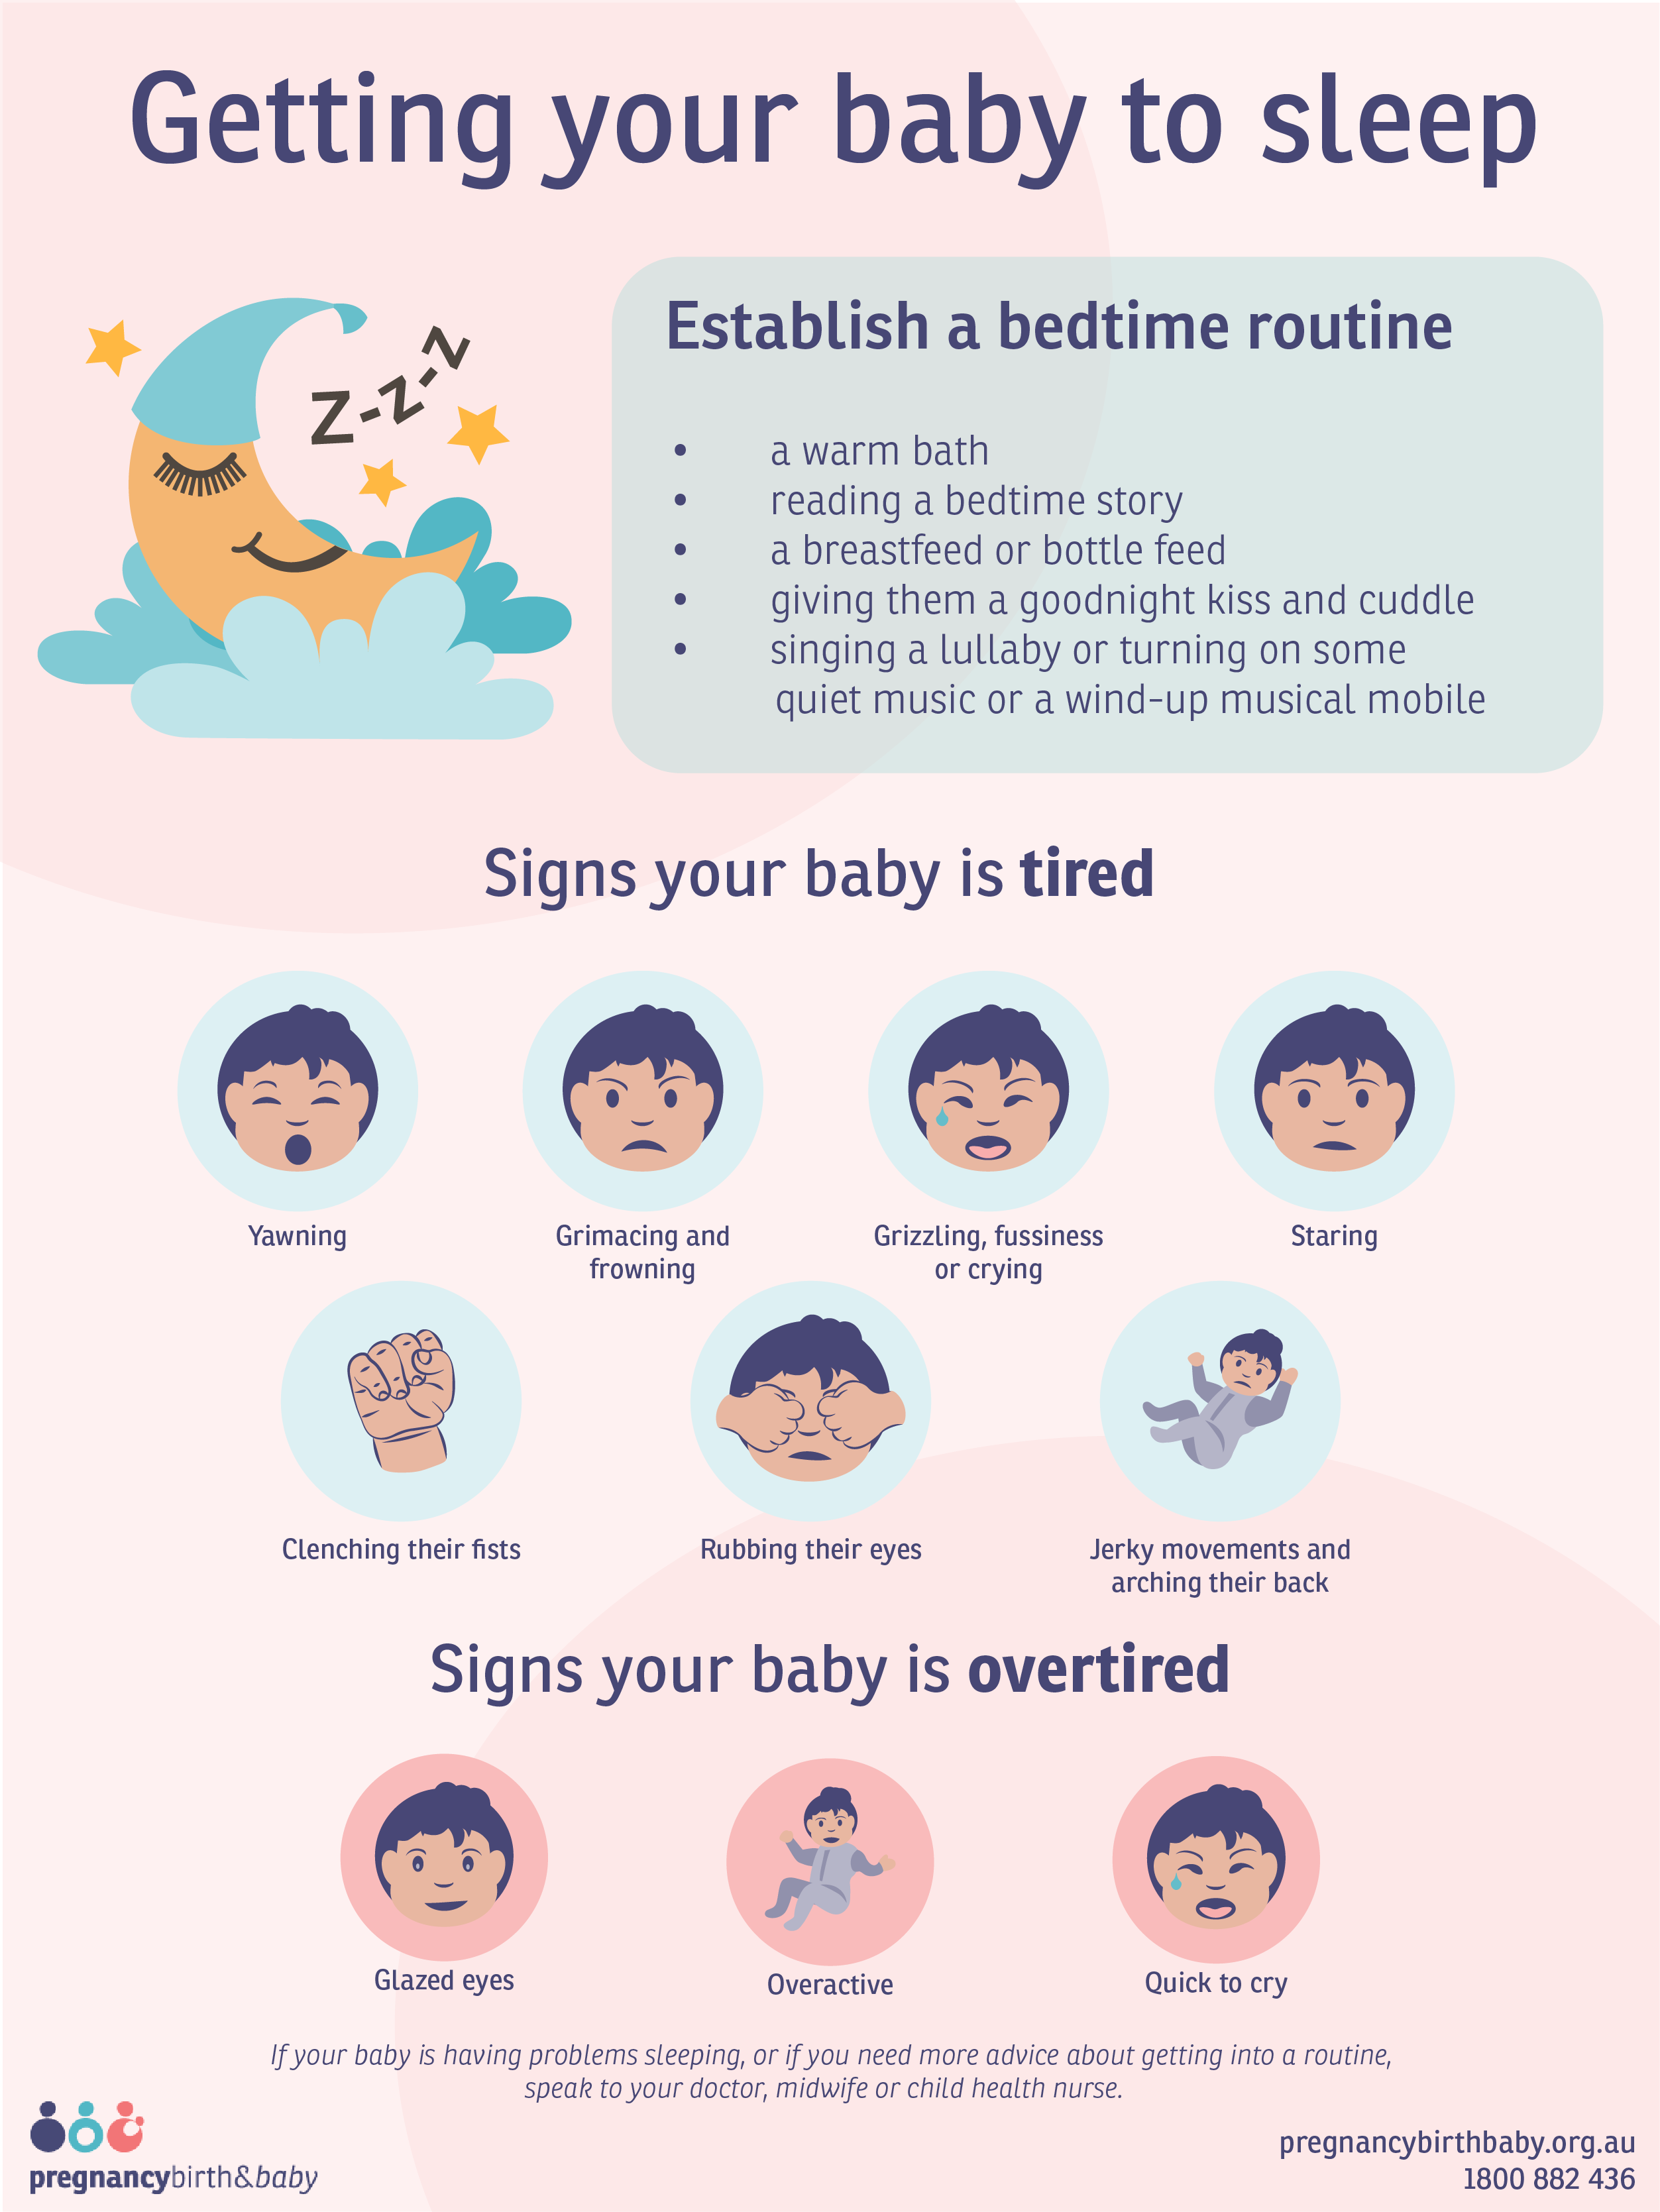 Getting your baby to sleep
Z-z-z
Establish a bedtime routine
• a warm bath
• reading a bedtime story
• a breastfeed or bottle feed
• giving them a goodnight kiss and cuddle
• singing a lullaby or turning on some
quiet music or a wind-up musical mobile
Signs your baby is tired
Yawning
Grimacing and
frowning
Grizzling, fussiness
or crying
Staring
Clenching their fists
Rubbing their eyes
Jerky movements and
arching their back
Signs your baby is overtired
Glazed eyes
Overactive
Quick to cry
If your baby is having problems sleeping, or if you need more advice about getting into a routine,
speak to your doctor, midwife or child health nurse.
pregnancybirth&baby
pregnancybirthbaby.org.au
1800 882 436